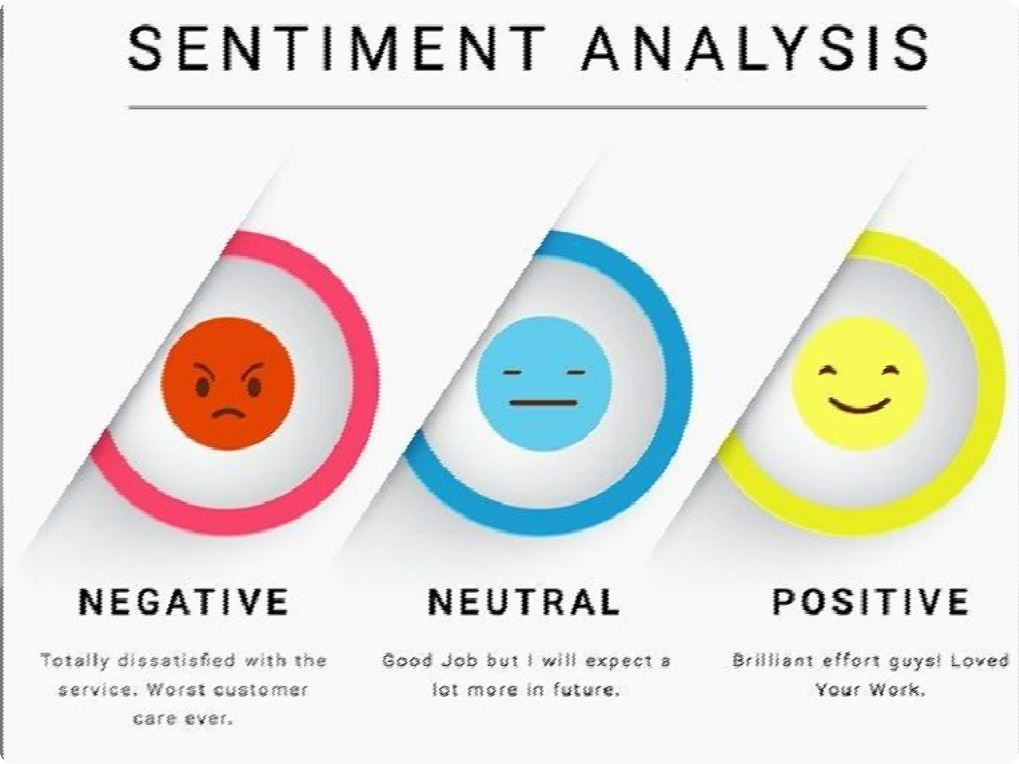 SENTIMENT ANALYSIS
NEGATIVE
Totally dissatisfied with the
service. Worst customer
care ever.
NEUTRAL
Good Job but I will expect a
lot more in future.
POSITIVE
Brilliant effort guys! Loved
Your Work.